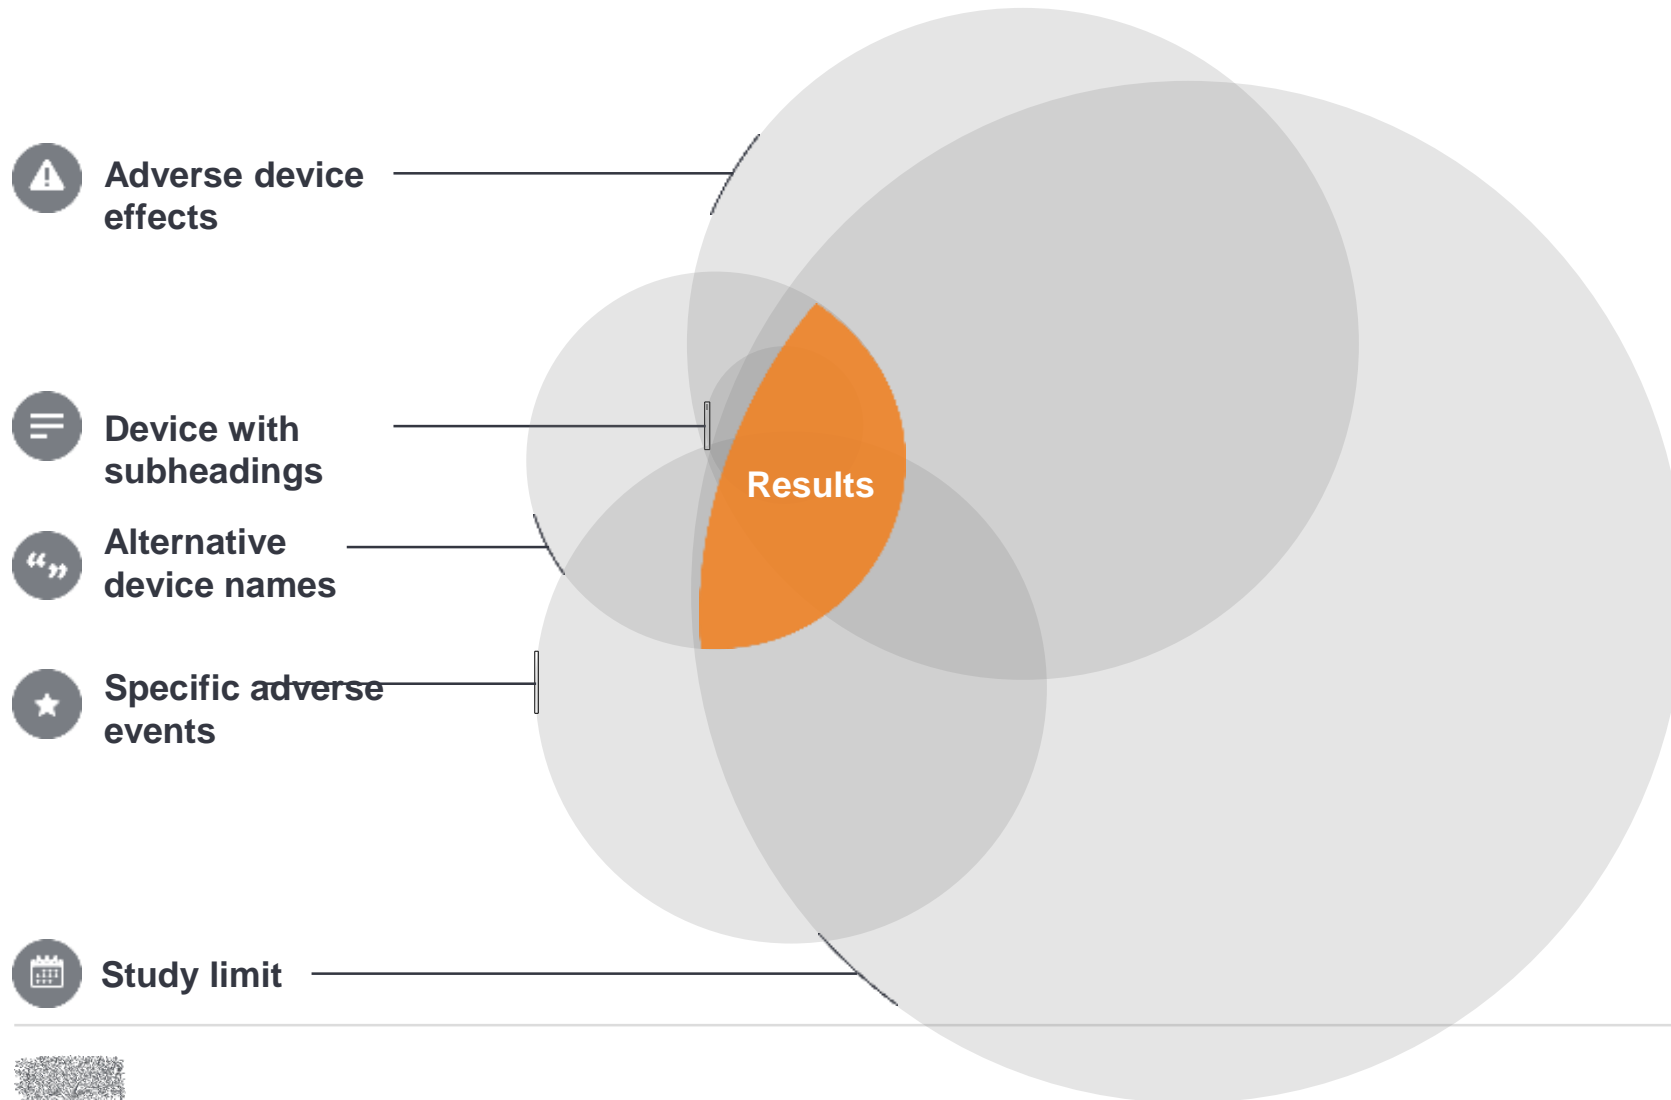 Adverse device
effects
Device with
subheadings
Results
Alternative
device names
Specific adverse
events
Study limit